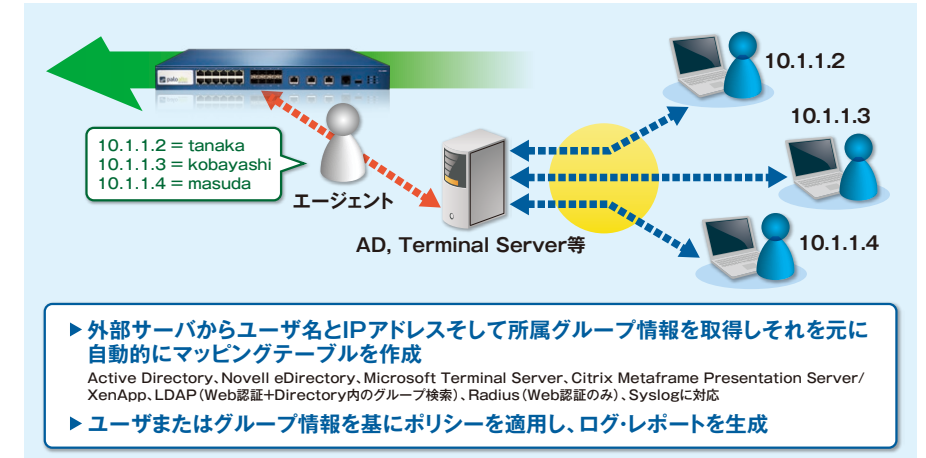 10.1.1.2
10.1.1.3
10.1.1.2 = tanaka
10.1.1.3 = kobayashi
10.1.1.4 = masuda
エージェント
AD, Terminal Server等
10.1.1.4
▶ 外部サーバからユーザ名とIPアドレスそして所属グループ情報を取得しそれを元に
自動的にマッピングテーブルを作成
Active Directory、Novell eDirectory、Microsoft Terminal Server、Citrix Metaframe Presentation Server/
XenApp、LDAP(Web認証+Directory内のグループ検索)、Radius(Web認証のみ)、Syslogに対応
▶ ユーザまたはグループ情報を基にポリシーを適用し、ログ・レポートを生成